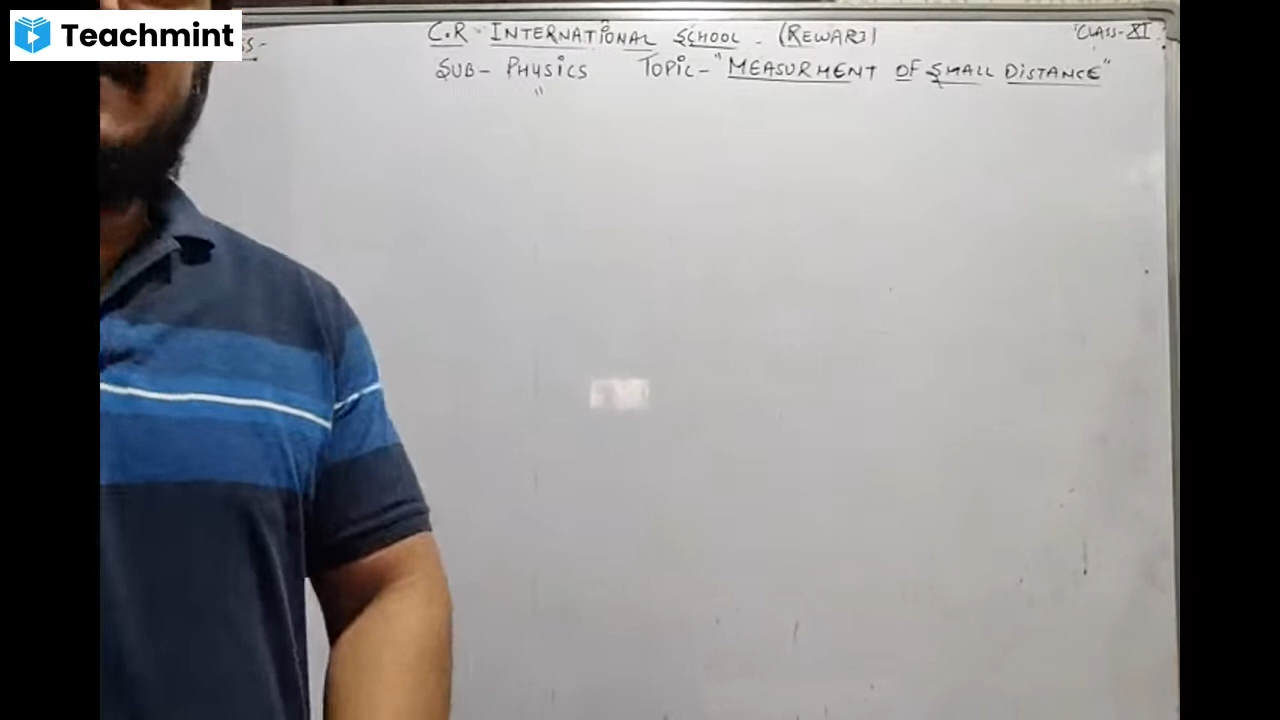 Teachmint
C.R. INTERNATIONAL SCHOOL - (REWARI)
CLASS-XI
SUB- PHYSICS TOPIC- "MEASURMENT OF SMALL DISTANCE"